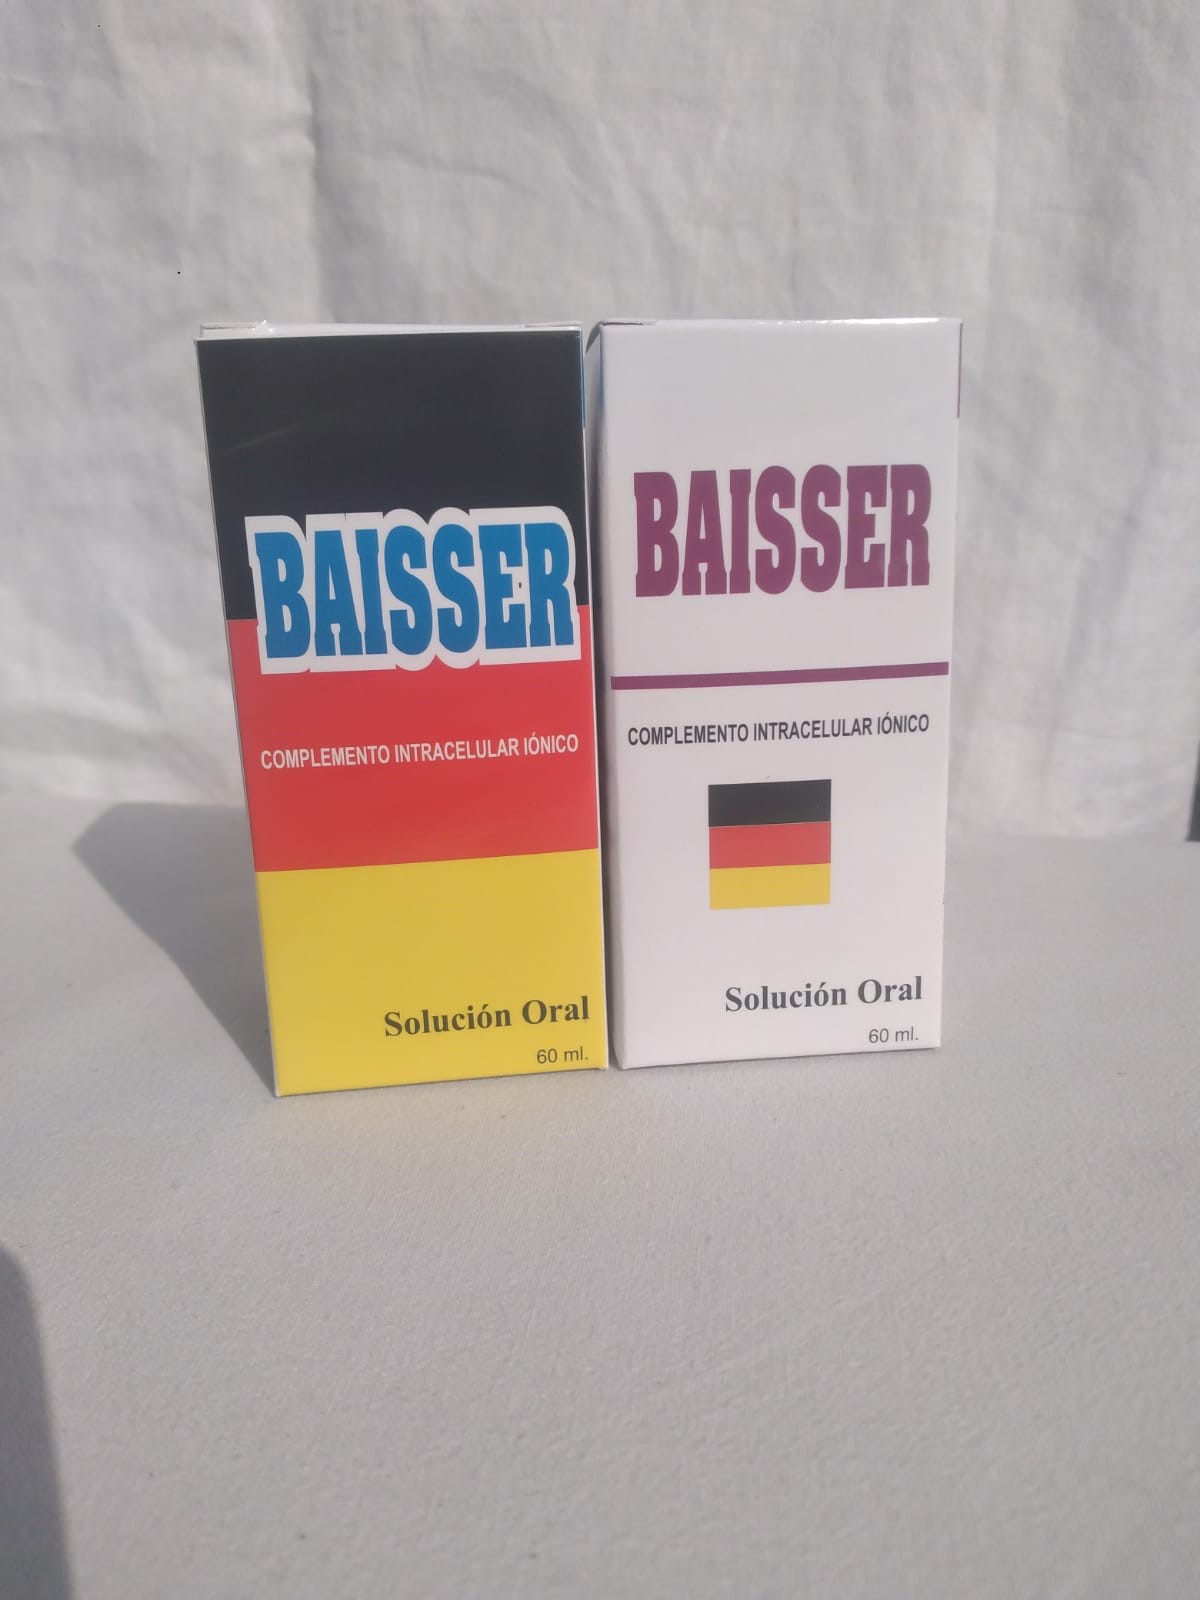 BAISSER
COMPLEMENTO INTRACELULAR IÓNICO
Solución Oral
60 ml.
BAISSER
COMPLEMENTO INTRACELULAR IÓNICO
Solución Oral
60 ml.